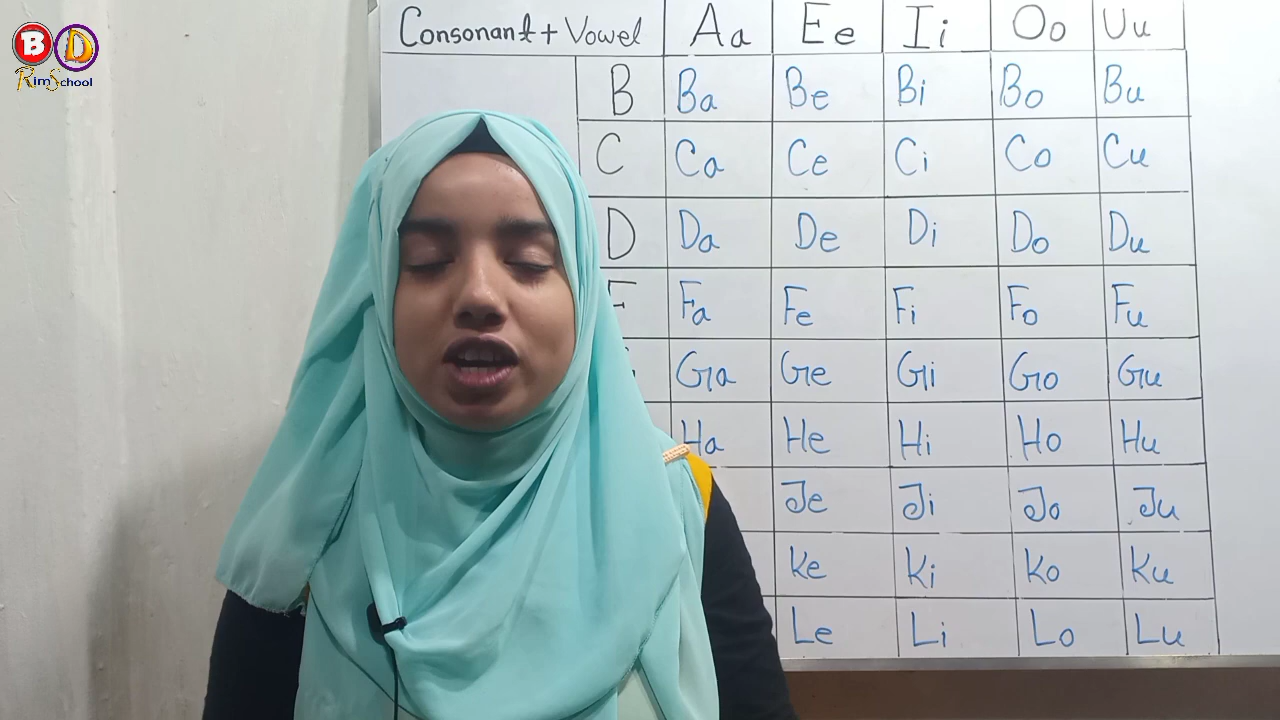 BD
RimSchool
Consonant + Vowel Aa Ee Ii Oo Uu
B Ba Be Bi Bo Bu
C Ca Ce Ci Co Cu
D Da De Di Do Du
F Fa Fe Fi Fo Fu
Ga Ge Gi Go Gu
Ha He Hi Ho Hu
Je Ji Jo Ju
Ke Ki Ko Ku
Le Li Lo Lu